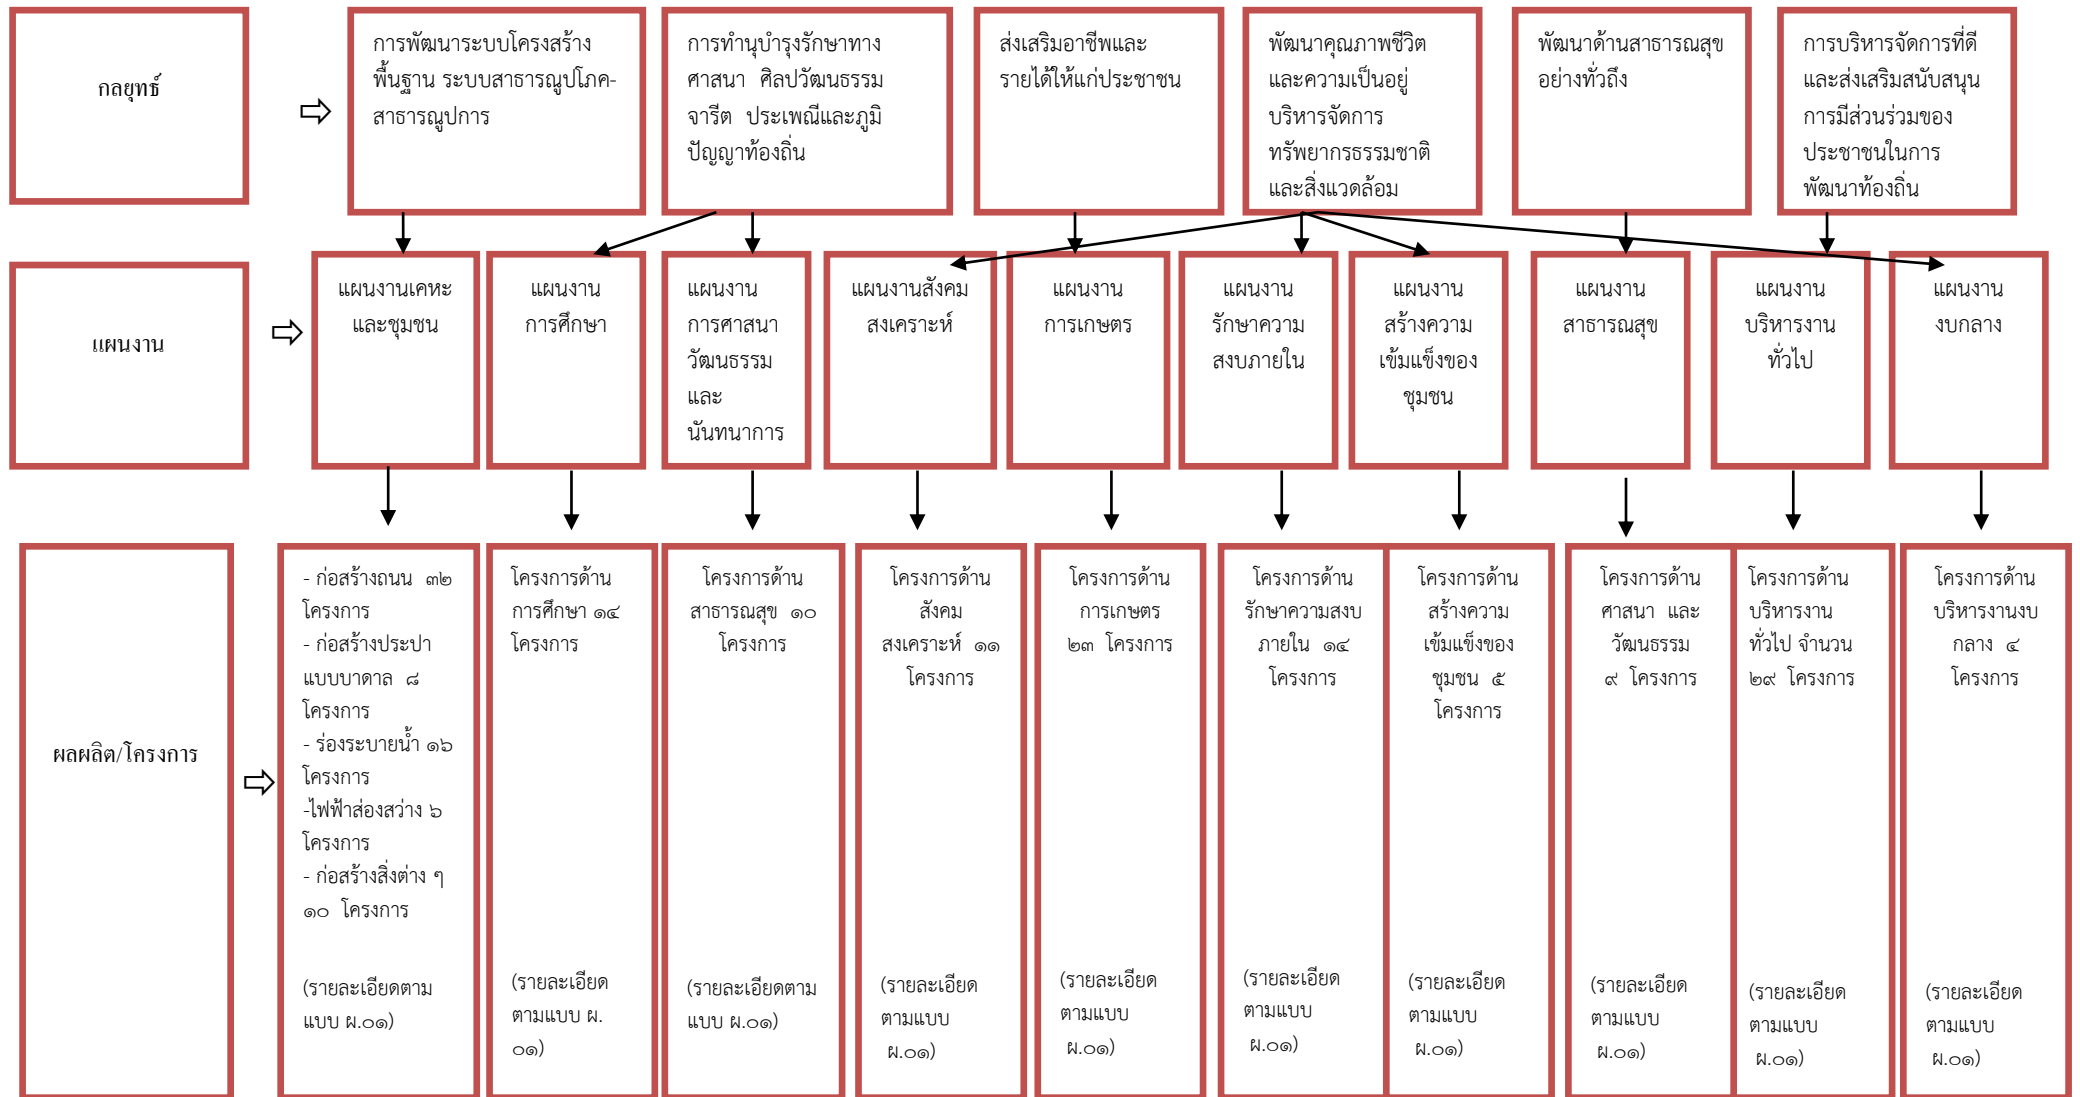 กลยุทธ์
การพัฒนาระบบโครงสร้าง
พื้นฐาน ระบบสาธารณูปโภค-
สาธารณูปการ
การทำนุบำรุงรักษาทาง
ศาสนา ศิลปวัฒนธรรม
จารีต ประเพณีและภูมิ
ปัญญาท้องถิ่น
ส่งเสริมอาชีพและ
รายได้ให้แก่ประชาชน
พัฒนาคุณภาพชีวิต
และความเป็นอยู่
บริหารจัดการ
ทรัพยากรธรรมชาติ
และสิ่งแวดล้อม
พัฒนาด้านสาธารณสุข
อย่างทั่วถึง
การบริหารจัดการที่ดี
และส่งเสริมสนับสนุน
การมีส่วนร่วมของ
ประชาชนในการ
พัฒนาท้องถิ่น
แผนงาน
แผนงานเคหะ
และชุมชน
แผนงาน
การศึกษา
แผนงาน
การศาสนา
วัฒนธรรม
และ
นันทนาการ
แผนงานสังคม
สงเคราะห์
แผนงาน
การเกษตร
แผนงาน
รักษาความ
สงบภายใน
แผนงาน
สร้างความ
เข้มแข็งของ
ชุมชน
แผนงาน
สาธารณสุข
แผนงาน
บริหารงาน
ทั่วไป
แผนงาน
งบกลาง
ผลผลิต/โครงการ
- ก่อสร้างถนน ๓๒
โครงการ
- ก่อสร้างประปา
แบบบาดาล ๘
โครงการ
- ร่องระบายน้ำ ๑๖
โครงการ
-ไฟฟ้าส่องสว่าง ๖
โครงการ
- ก่อสร้างสิ่งต่าง ๆ
๑๐ โครงการ
(รายละเอียดตาม
แบบ ผ.๐๑)
โครงการด้าน
การศึกษา ๑๔
โครงการ
(รายละเอียด
ตามแบบ ผ.
๐๑)
โครงการด้าน
สาธารณสุข ๑๐
โครงการ
(รายละเอียดตาม
แบบ ผ.๐๑)
โครงการด้าน
สังคม
สงเคราะห์ ๑๑
โครงการ
(รายละเอียด
ตามแบบ
ผ.๐๑)
โครงการด้าน
การเกษตร
๒๓ โครงการ
(รายละเอียด
ตามแบบ
ผ.๐๑)
โครงการด้าน
รักษาความสงบ
ภายใน ๑๔
โครงการ
(รายละเอียด
ตามแบบ
ผ.๐๑)
โครงการด้าน
สร้างความ
เข้มแข็งของ
ชุมชน ๕
โครงการ
(รายละเอียด
ตามแบบ
ผ.๐๑)
โครงการด้าน
ศาสนา และ
วัฒนธรรม
๙ โครงการ
(รายละเอียด
ตามแบบ
ผ.๐๑)
โครงการด้าน
บริหารงาน
ทั่วไป จำนวน
๒๙ โครงการ
(รายละเอียด
ตามแบบ
ผ.๐๑)
โครงการด้าน
บริหารงานงบ
กลาง ๔
โครงการ
(รายละเอียด
ตามแบบ
ผ.๐๑)